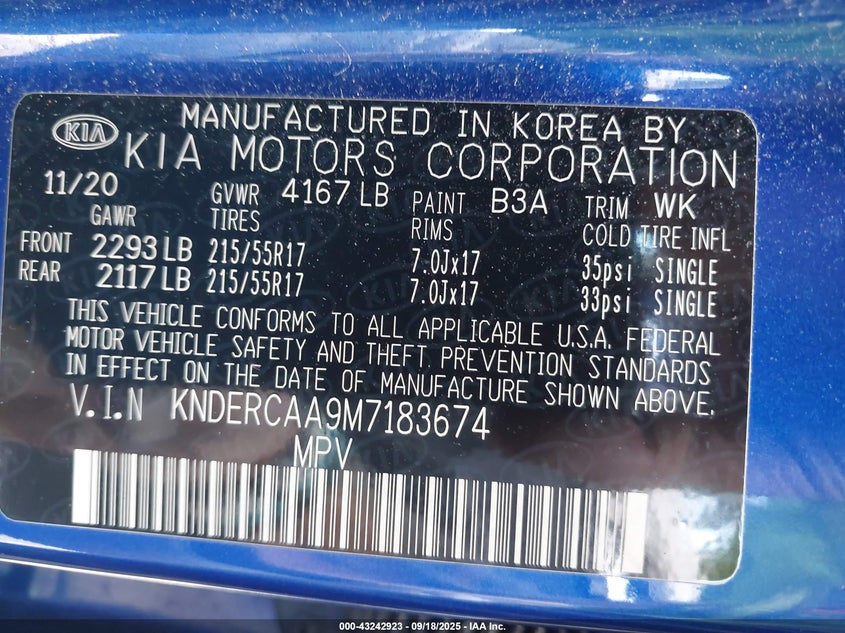 KIA
MANUFACTURED IN KOREA BY
KIA MOTORS CORPORATION
11/20 GVWR 4167 LB PAINT B3A TRIM WK
GAWR TIRES RIMS COLD TIRE INFL
FRONT 2293 LB 215/55R17 7.0Jx17 35psi SINGLE
REAR 2117 LB 215/55R17 7.0Jx17 33psi SINGLE
THIS VEHICLE CONFORMS TO ALL APPLICABLE U.S.A. FEDERAL
MOTOR VEHICLE SAFETY AND THEFT PREVENTION STANDARDS
IN EFFECT ON THE DATE OF MANUFACTURE SHOWN ABOVE.
V.I.N KNDERCAA9M7183674
MPV
000-43242923 - 09/18/2025 - IAA Inc.